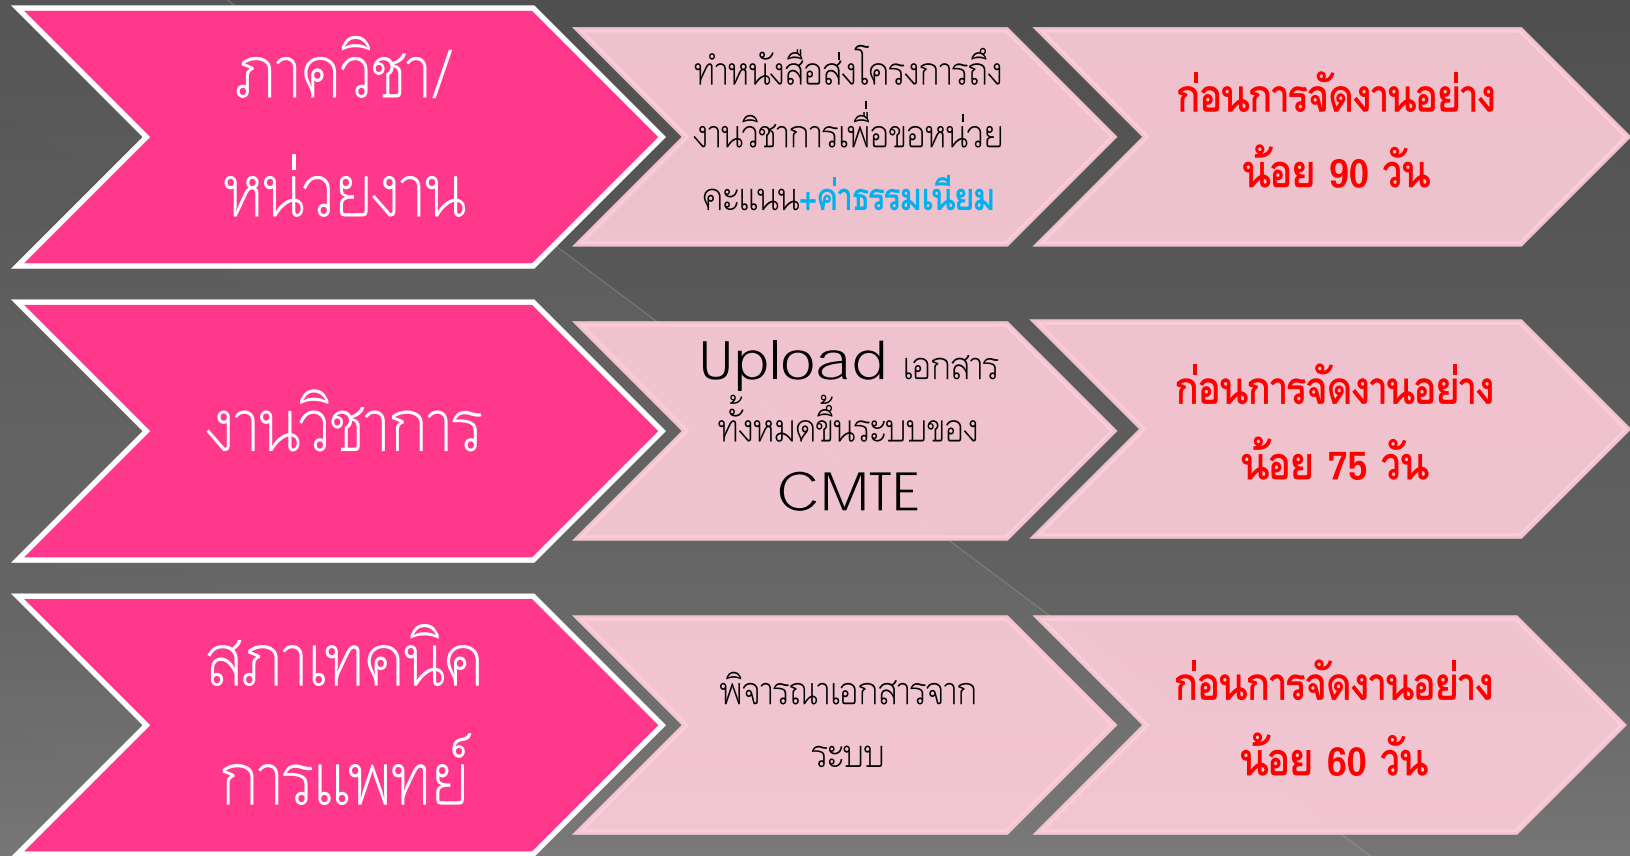 ภาควิชา/
หน่วยงาน
ทำหนังสือส่งโครงการถึง
งานวิชาการเพื่อขอหน่วย
คะแนน+ค่าธรรมเนียม
ก่อนการจัดงานอย่าง
น้อย 90 วัน
งานวิชาการ
Upload เอกสาร
ทั้งหมดขึ้นระบบของ
CMTE
ก่อนการจัดงานอย่าง
น้อย 75 วัน
สภาเทคนิค
การแพทย์
พิจารณาเอกสารจาก
ระบบ
ก่อนการจัดงานอย่าง
น้อย 60 วัน